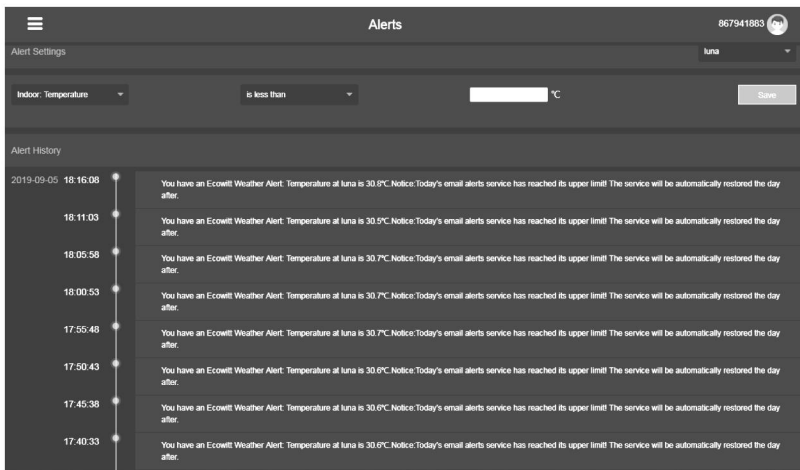 Alerts
867941883
Alert Settings
luna
Indoor: Temperature
is less than
℃
Save
Alert History
2019-09-05 18:16:08
You have an Ecowitt Weather Alert: Temperature at luna is 30.8℃.Notice:Today's email alerts service has reached its upper limit! The service will be automatically restored the day
after.
18:11:03
You have an Ecowitt Weather Alert: Temperature at luna is 30.5℃.Notice:Today's email alerts service has reached its upper limit! The service will be automatically restored the day
after.
18:05:58
You have an Ecowitt Weather Alert: Temperature at luna is 30.7℃.Notice:Today's email alerts service has reached its upper limit! The service will be automatically restored the day
after.
18:00:53
You have an Ecowitt Weather Alert: Temperature at luna is 30.7℃.Notice:Today's email alerts service has reached its upper limit! The service will be automatically restored the day
after.
17:55:48
You have an Ecowitt Weather Alert: Temperature at luna is 30.7℃.Notice:Today's email alerts service has reached its upper limit! The service will be automatically restored the day
after.
17:50:43
You have an Ecowitt Weather Alert: Temperature at luna is 30.6℃.Notice:Today's email alerts service has reached its upper limit! The service will be automatically restored the day
after.
17:45:38
You have an Ecowitt Weather Alert: Temperature at luna is 30.6℃.Notice:Today's email alerts service has reached its upper limit! The service will be automatically restored the day
after.
17:40:33
You have an Ecowitt Weather Alert: Temperature at luna is 30.6℃.Notice:Today's email alerts service has reached its upper limit! The service will be automatically restored the day
after.